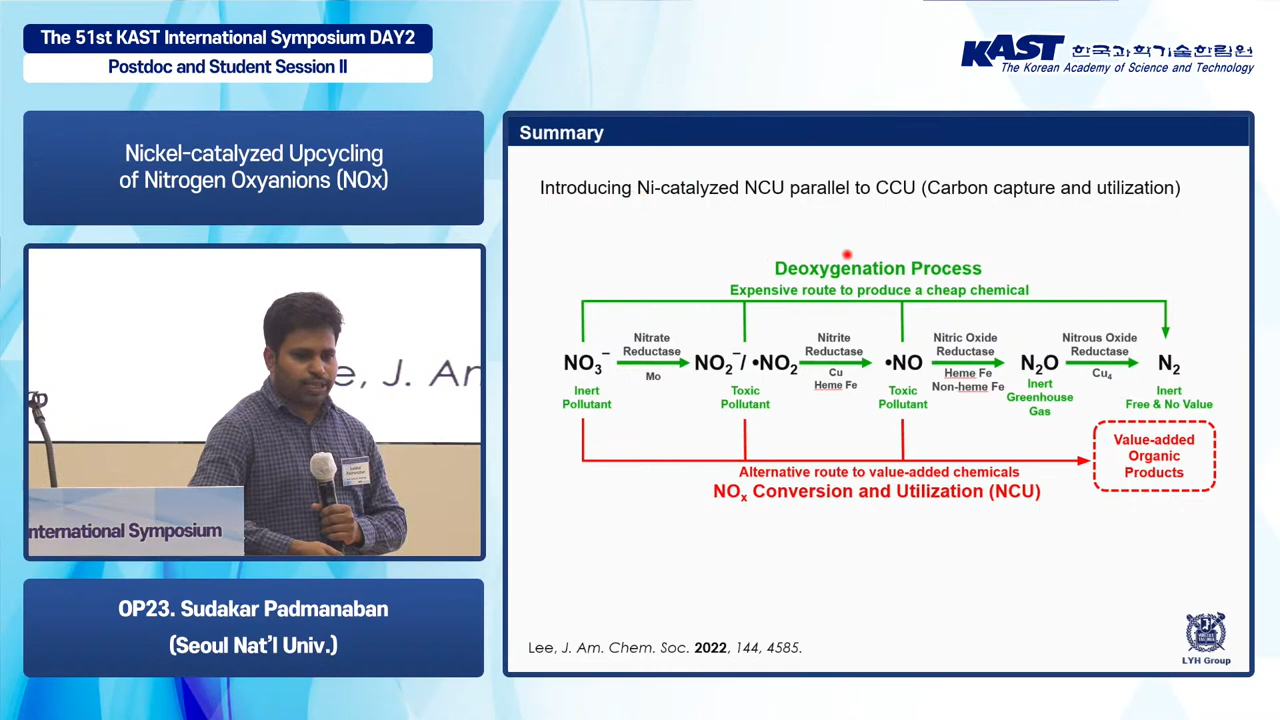 The 51st KAST International Symposium DAY2
Postdoc and Student Session II
KAST 한국과학기술한림원
The Korean Academy of Science and Technology
Nickel-catalyzed Upcycling
of Nitrogen Oxyanions (NOx)
e, J. Am
International Symposium
OP23. Sudakar Padmanaban
(Seoul Nat'l Univ.)
Summary
Introducing Ni-catalyzed NCU parallel to CCU (Carbon capture and utilization)
Deoxygenation Process
Expensive route to produce a cheap chemical
NO₃⁻ Nitrate Reductase Mo NO₂⁻/ •NO₂ Nitrite Reductase Cu Heme Fe •NO Nitric Oxide Reductase Heme Fe Non-heme Fe N₂O Nitrous Oxide Reductase Cu₄ N₂
Inert Pollutant Toxic Pollutant Toxic Pollutant Inert Greenhouse Gas Inert Free & No Value
Value-added
Organic
Products
Alternative route to value-added chemicals
NOₓ Conversion and Utilization (NCU)
Lee, J. Am. Chem. Soc. 2022, 144, 4585.
LYH Group